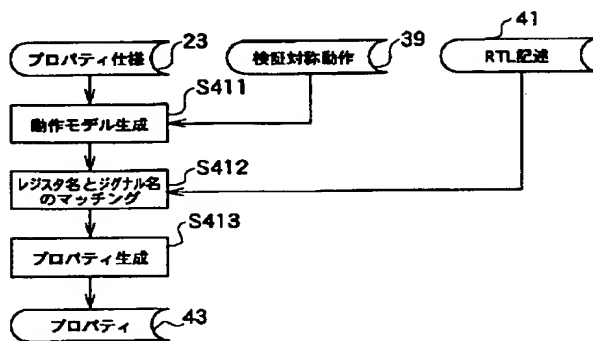 プロパティ仕様
23
検証対称動作
39
41
RTL記述
S411
動作モデル生成
S412
レジスタ名とジグナル名
のマッチング
S413
プロパティ生成
プロパティ
43